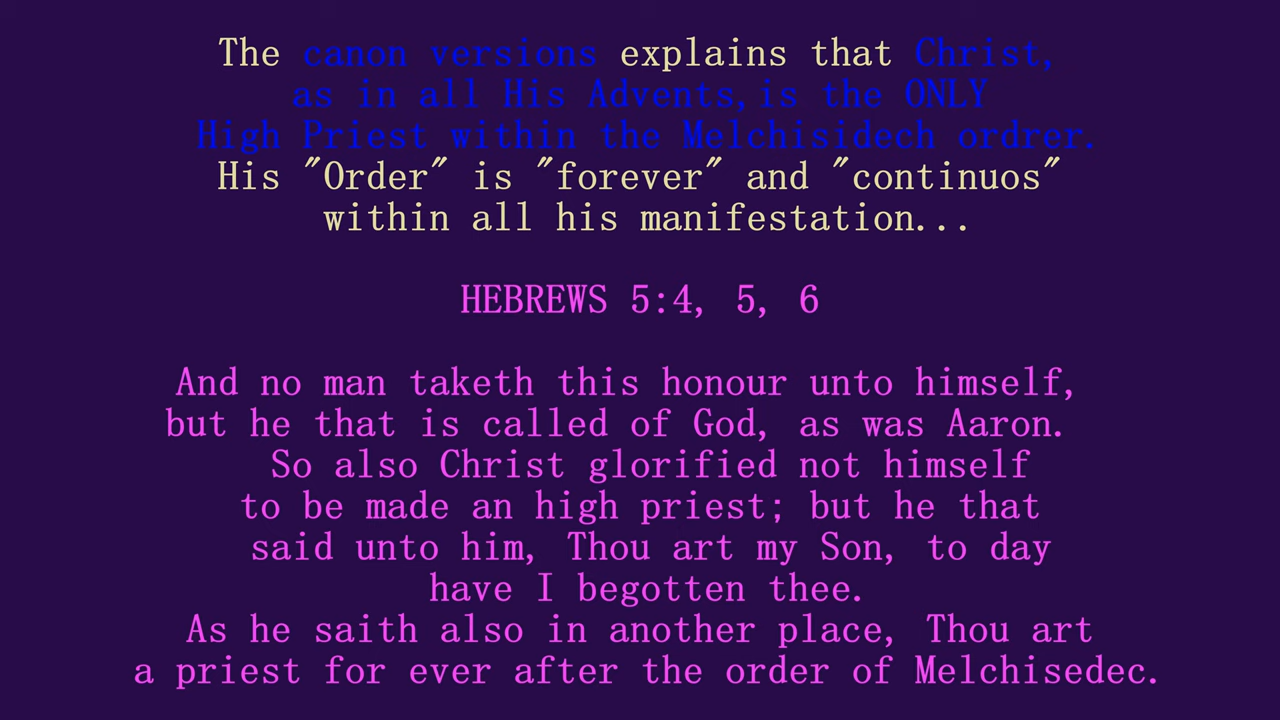 The canon versions explains that Christ,
as in all His Advents,is the ONLY
High Priest within the Melchisidech ordrer.
His "Order" is "forever" and "continuos"
within all his manifestation...
HEBREWS 5:4, 5, 6
And no man taketh this honour unto himself,
but he that is called of God, as was Aaron.
So also Christ glorified not himself
to be made an high priest; but he that
said unto him, Thou art my Son, to day
have I begotten thee.
As he saith also in another place, Thou art
a priest for ever after the order of Melchisedec.